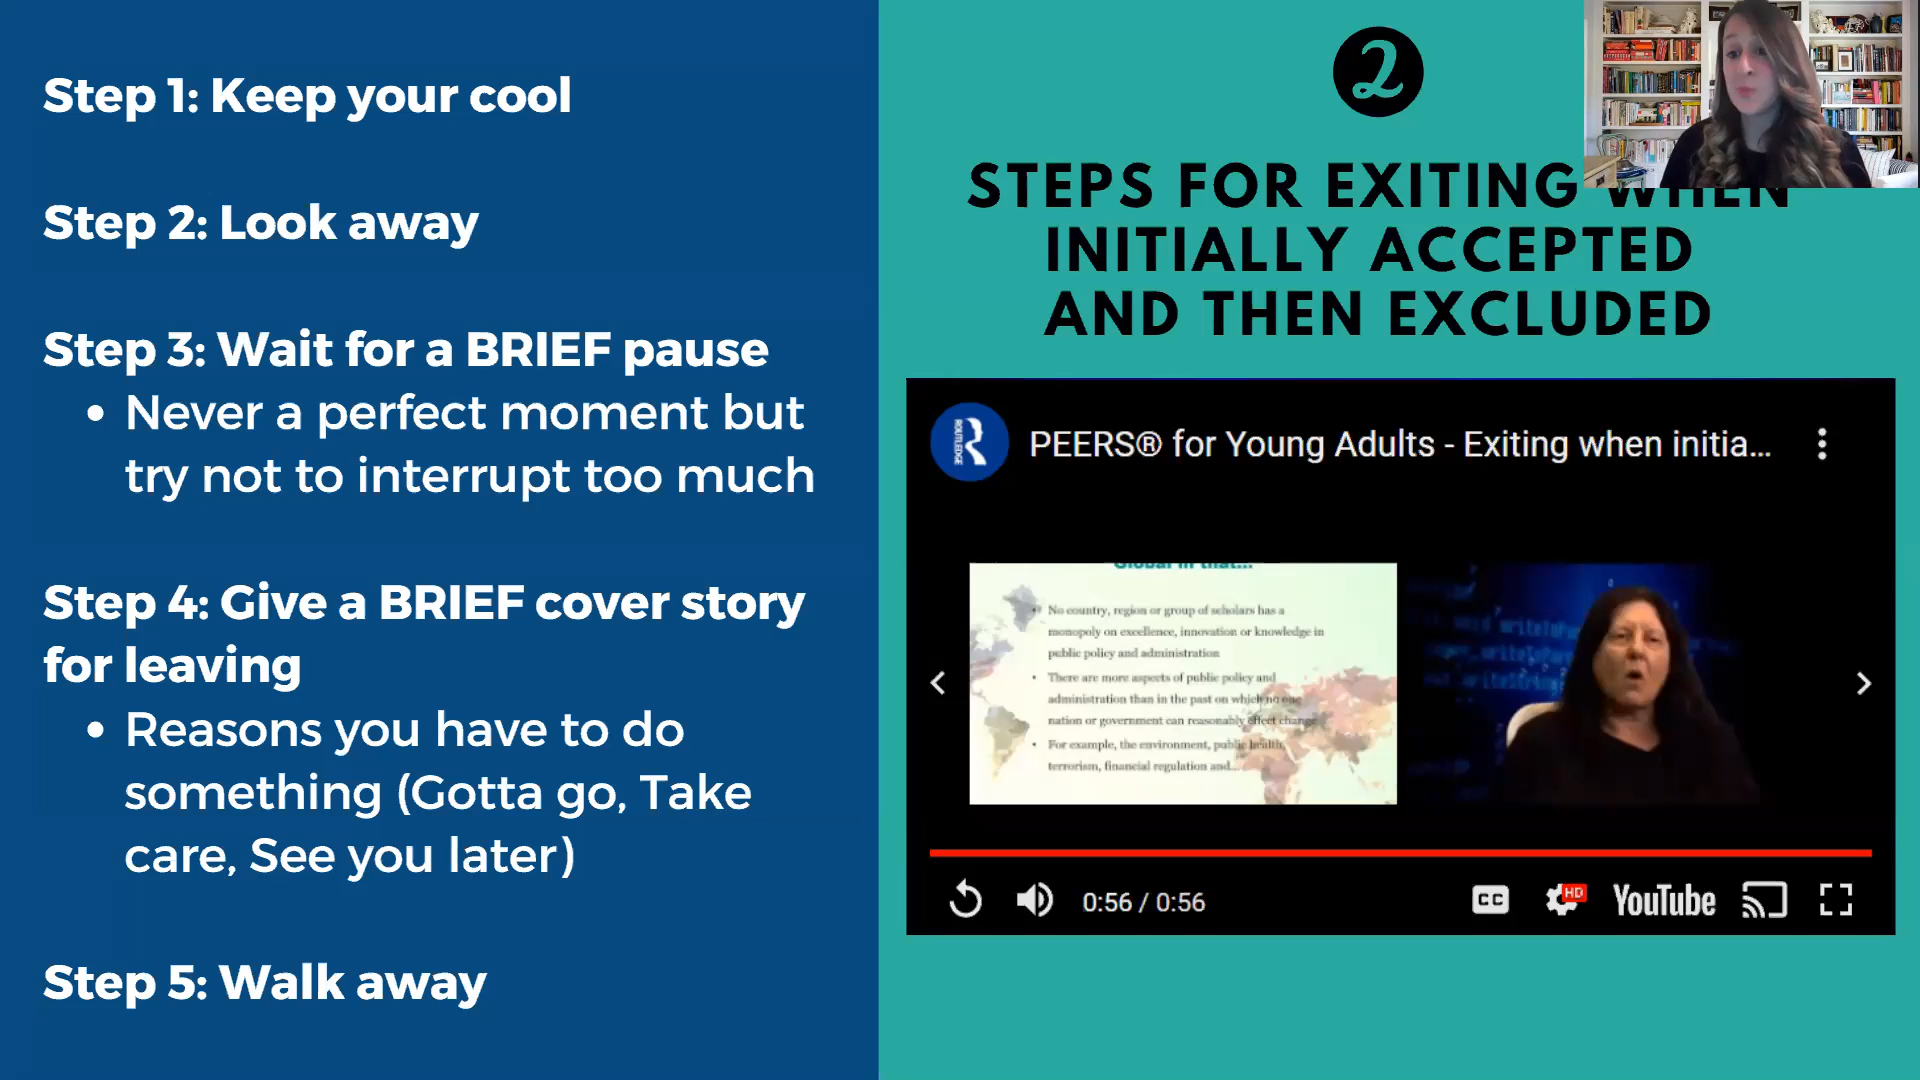 Step 1: Keep your cool
Step 2: Look away
Step 3: Wait for a BRIEF pause
• Never a perfect moment but
try not to interrupt too much
Step 4: Give a BRIEF cover story
for leaving
• Reasons you have to do
something (Gotta go, Take
care, See you later)
Step 5: Walk away
2
STEPS FOR EXITING WHEN
INITIALLY ACCEPTED
AND THEN EXCLUDED
ROUTLEDGE
PEERS® for Young Adults - Exiting when initia...
Global in that...
• No country, region or group of scholars has a
monopoly on excellence, innovation or knowledge in
public policy and administration
• There are more aspects of public policy and
administration than in the past on which no one
nation or government can reasonably effect change
• For example, the environment, public health,
terrorism, financial regulation and...
0:56 / 0:56
CC
HD
YouTube